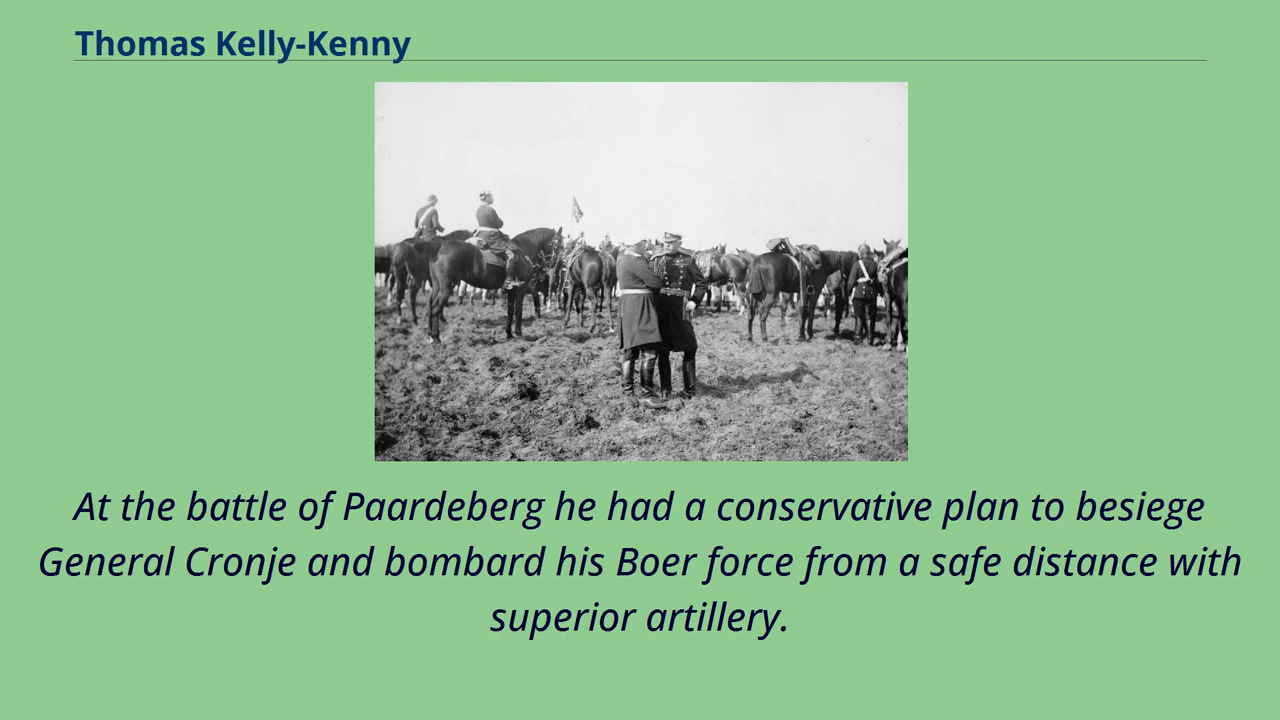 Thomas Kelly-Kenny
At the battle of Paardeberg he had a conservative plan to besiege
General Cronje and bombard his Boer force from a safe distance with
superior artillery.